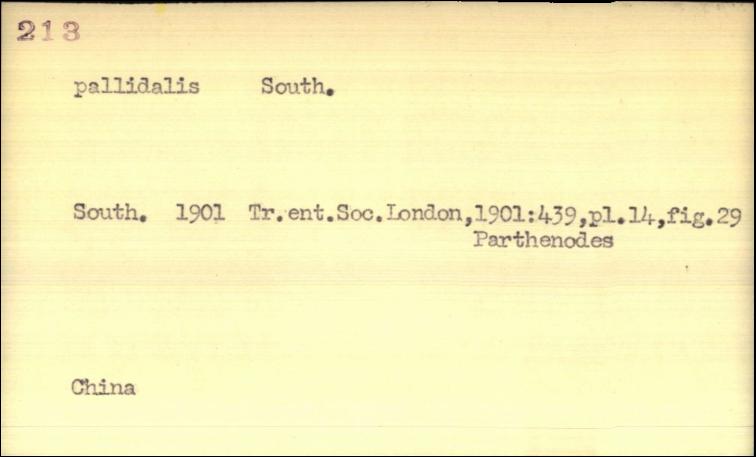 213
pallidalis South.
South. 1901 Tr.ent.Soc.London,1901:439,pl.14,fig.29
Parthenodes
China